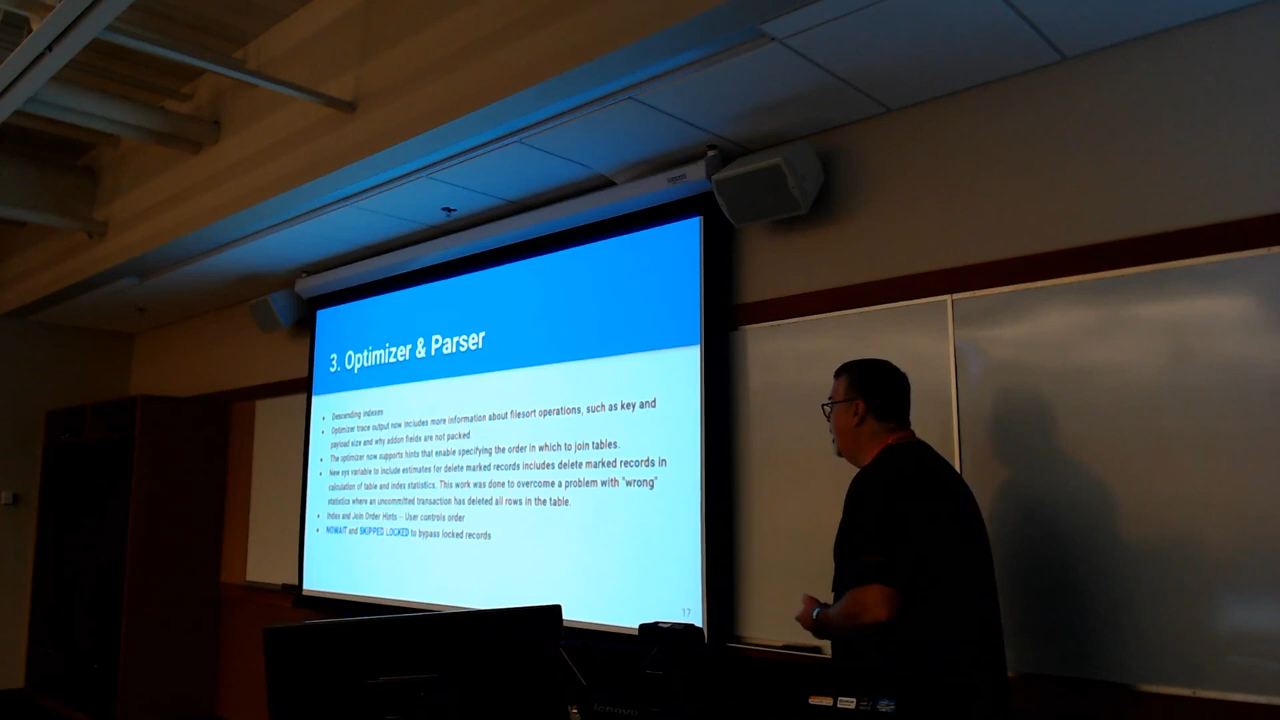 3. Optimizer & Parser
• Descending indexes
• Optimizer trace output now includes more information about filesort operations, such as key and
payload size and why addon fields are not packed
• The optimizer now supports hints that enable specifying the order in which to join tables.
• New sys variable to include estimates for delete marked records includes delete marked records in
calculation of table and index statistics. This work was done to overcome a problem with "wrong"
statistics where an uncommitted transaction has deleted all rows in the table.
• Index and Join Order Hints -- User controls order
• NOWAIT and SKIPPED LOCKED to bypass locked records
17
lenovo